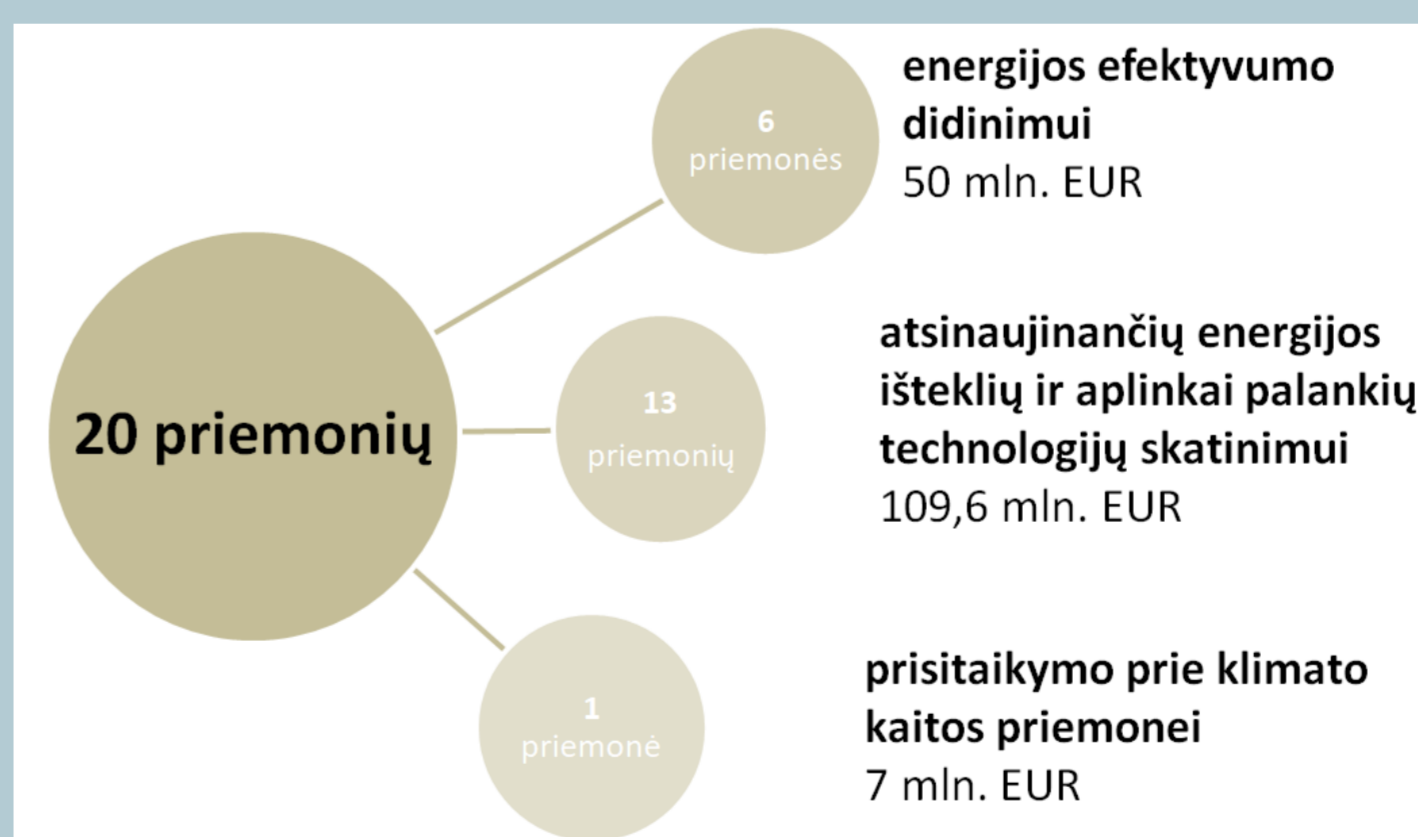 20 priemonių
6
priemonės
energijos efektyvumo
didinimui
50 mln. EUR
13
priemonių
atsinaujinančių energijos
išteklių ir aplinkai palankių
technologijų skatinimui
109,6 mln. EUR
1
priemonė
prisitaikymo prie klimato
kaitos priemonei
7 mln. EUR